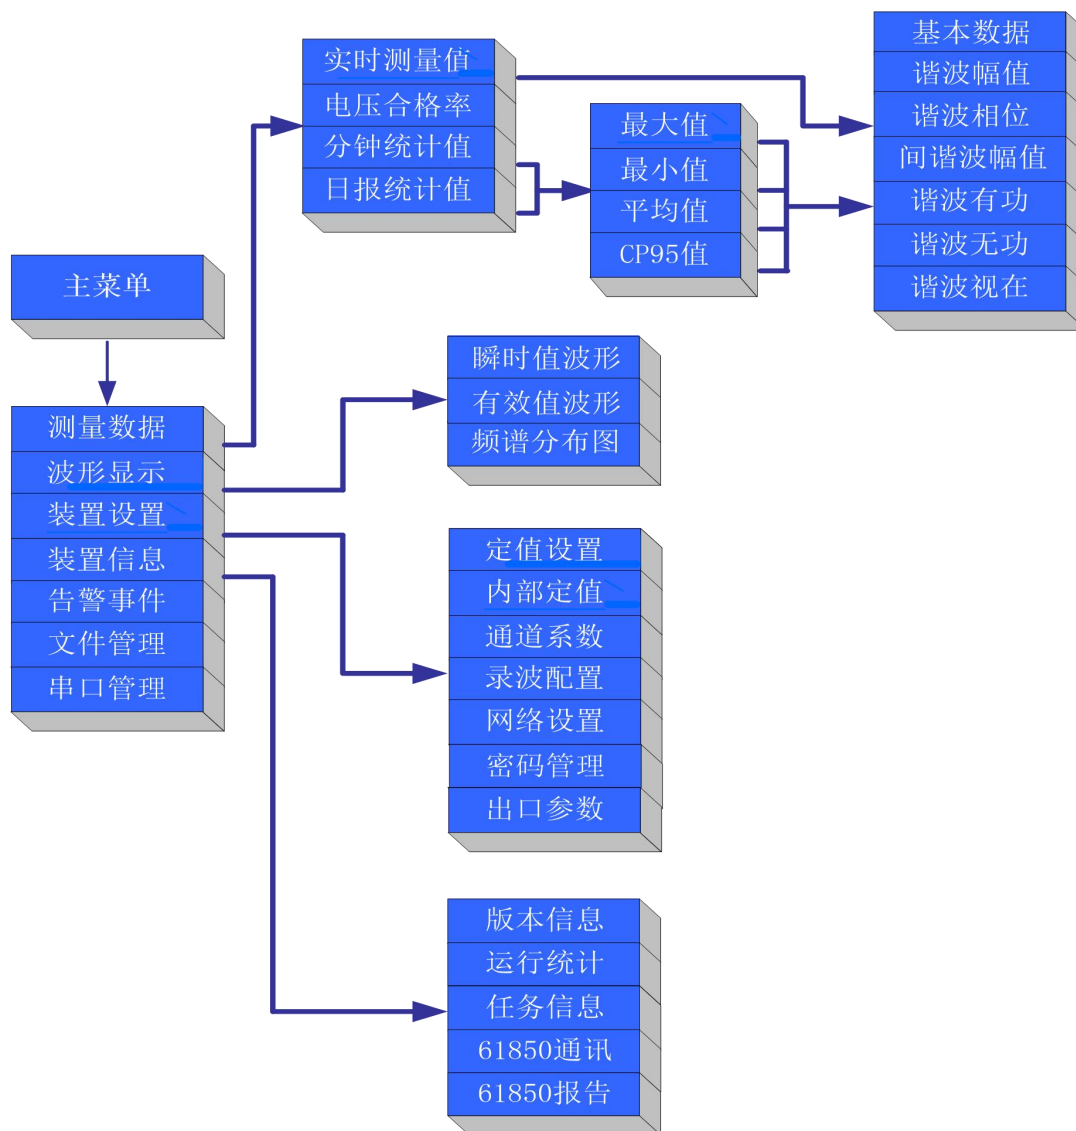 主菜单
测量数据
波形显示
装置设置
装置信息
告警事件
文件管理
串口管理
实时测量值
电压合格率
分钟统计值
日报统计值
最大值
最小值
平均值
CP95值
基本数据
谐波幅值
谐波相位
间谐波幅值
谐波有功
谐波无功
谐波视在
瞬时值波形
有效值波形
频谱分布图
定值设置
内部定值
通道系数
录波配置
网络设置
密码管理
出口参数
版本信息
运行统计
任务信息
61850通讯
61850报告